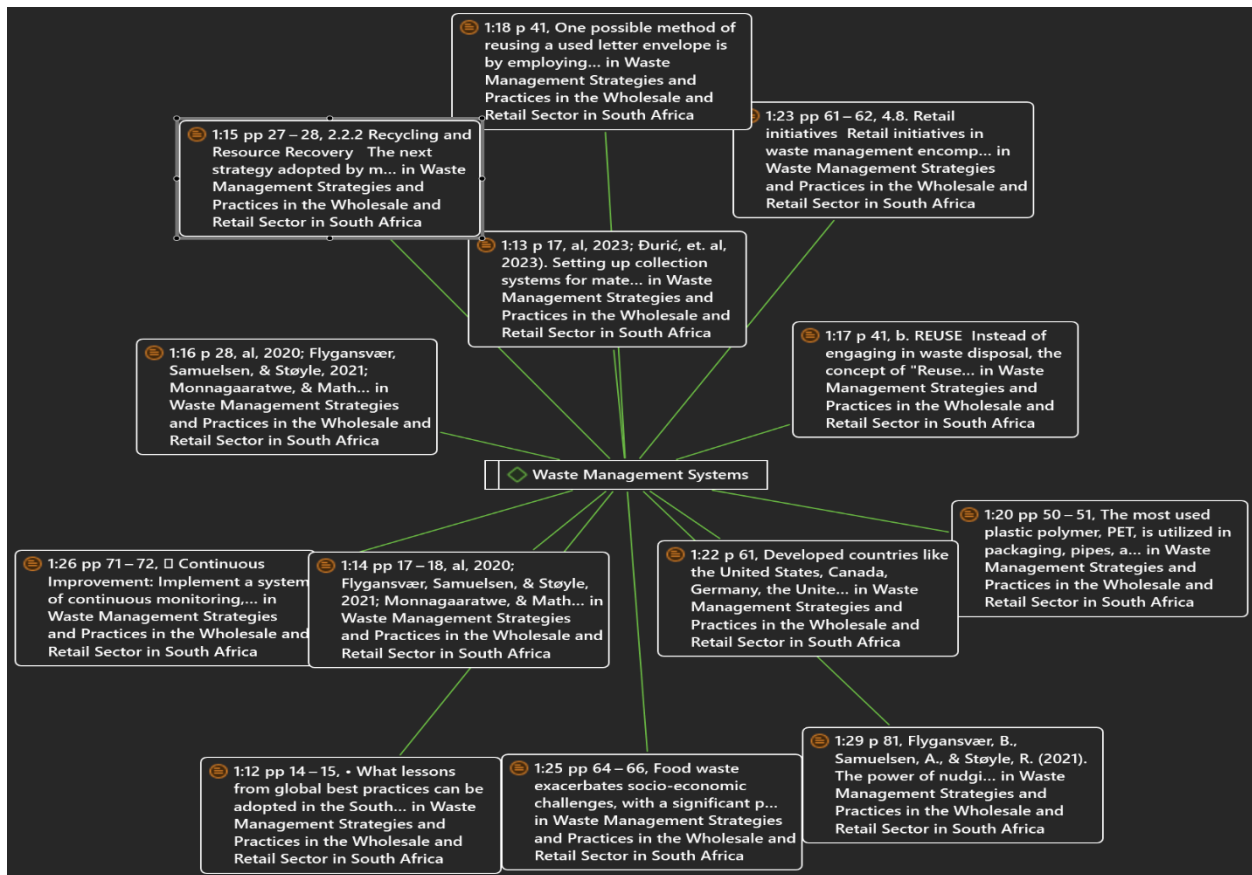 1:18 p 41, One possible method of
reusing a used letter envelope is
by employing... in Waste
Management Strategies and
Practices in the Wholesale and
Retail Sector in South Africa
1:23 pp 61 – 62, 4.8. Retail
initiatives Retail initiatives in
waste management encomp... in
Waste Management Strategies
and Practices in the Wholesale and
Retail Sector in South Africa
1:15 pp 27 – 28, 2.2.2 Recycling and
Resource Recovery The next
strategy adopted by m... in Waste
Management Strategies and
Practices in the Wholesale and
Retail Sector in South Africa
1:13 p 17, al, 2023; Đurić, et. al,
2023). Setting up collection
systems for mate... in Waste
Management Strategies and
Practices in the Wholesale and
Retail Sector in South Africa
1:16 p 28, al, 2020; Flygansvær,
Samuelsen, & Støyle, 2021;
Monnagaaratwe, & Math... in
Waste Management Strategies
and Practices in the Wholesale and
Retail Sector in South Africa
1:17 p 41, b. REUSE Instead of
engaging in waste disposal, the
concept of "Reuse... in Waste
Management Strategies and
Practices in the Wholesale and
Retail Sector in South Africa
Waste Management Systems
1:20 pp 50 – 51, The most used
plastic polymer, PET, is utilized in
packaging, pipes, a... in Waste
Management Strategies and
Practices in the Wholesale and
Retail Sector in South Africa
1:26 pp 71 – 72, Continuous
Improvement: Implement a system
of continuous monitoring,... in
Waste Management Strategies
and Practices in the Wholesale and
Retail Sector in South Africa
1:14 pp 17 – 18, al, 2020;
Flygansvær, Samuelsen, & Støyle,
2021; Monnagaaratwe, & Math... in
Waste Management Strategies
and Practices in the Wholesale and
Retail Sector in South Africa
1:22 p 61, Developed countries like
the United States, Canada,
Germany, the Unite... in Waste
Management Strategies and
Practices in the Wholesale and
Retail Sector in South Africa
1:12 pp 14 – 15, • What lessons
from global best practices can be
adopted in the South... in Waste
Management Strategies and
Practices in the Wholesale and
Retail Sector in South Africa
1:25 pp 64 – 66, Food waste
exacerbates socio-economic
challenges, with a significant p...
in Waste Management Strategies
and Practices in the Wholesale and
Retail Sector in South Africa
1:29 p 81, Flygansvær, B.,
Samuelsen, A., & Støyle, R. (2021).
The power of nudgi... in Waste
Management Strategies and
Practices in the Wholesale and
Retail Sector in South Africa